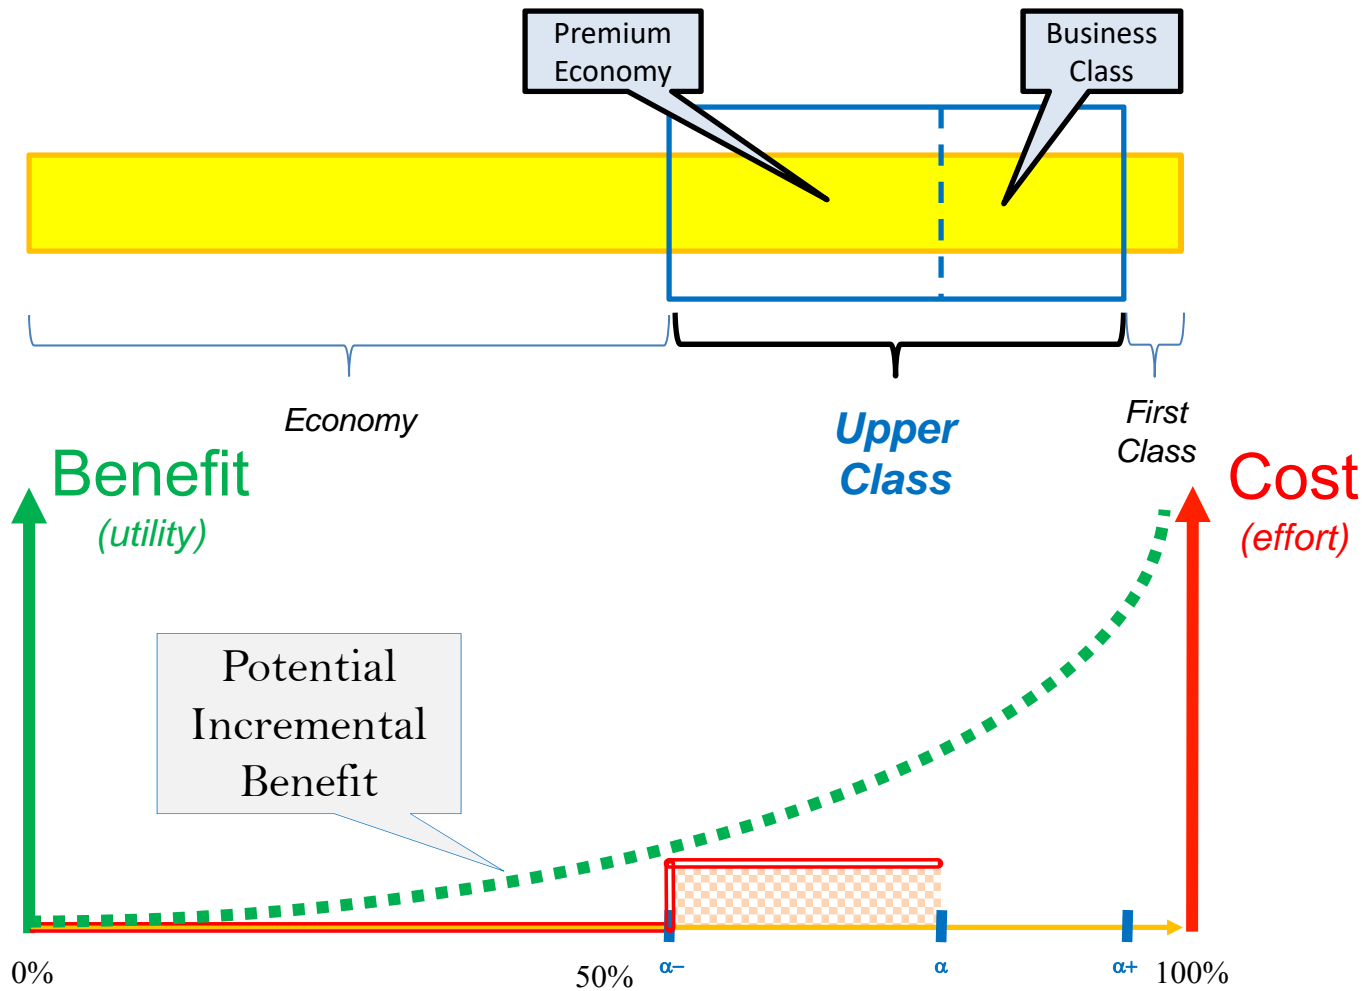 Premium
Economy
Business
Class
Economy
Upper
Class
First
Class
Benefit
(utility)
Cost
(effort)
Potential
Incremental
Benefit
0%
50%
α−
α
α+
100%